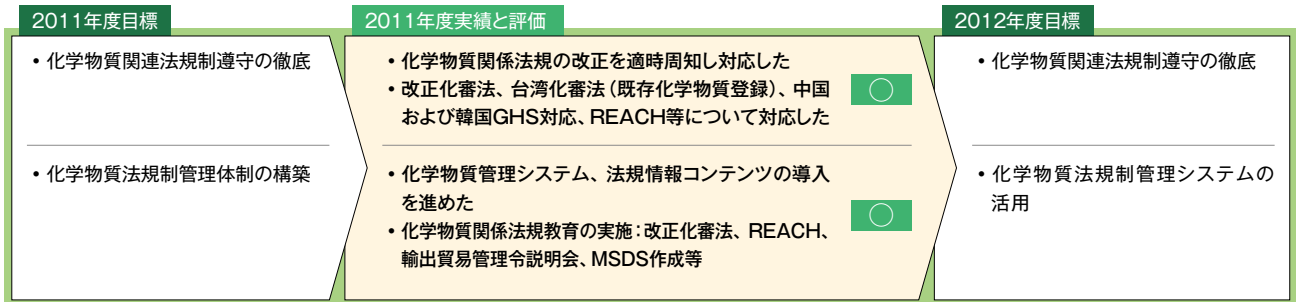 2011年度目標
• 化学物質関連法規制遵守の徹底
• 化学物質法規制管理体制の構築
2011年度実績と評価
• 化学物質関係法規の改正を適時周知し対応した
• 改正化審法、台湾化審法（既存化学物質登録）、中国
および韓国GHS対応、REACH等について対応した
○
• 化学物質管理システム、法規情報コンテンツの導入
を進めた
• 化学物質関係法規教育の実施：改正化審法、REACH、
輸出貿易管理令説明会、MSDS作成等
○
2012年度目標
• 化学物質関連法規制遵守の徹底
• 化学物質法規制管理システムの
活用